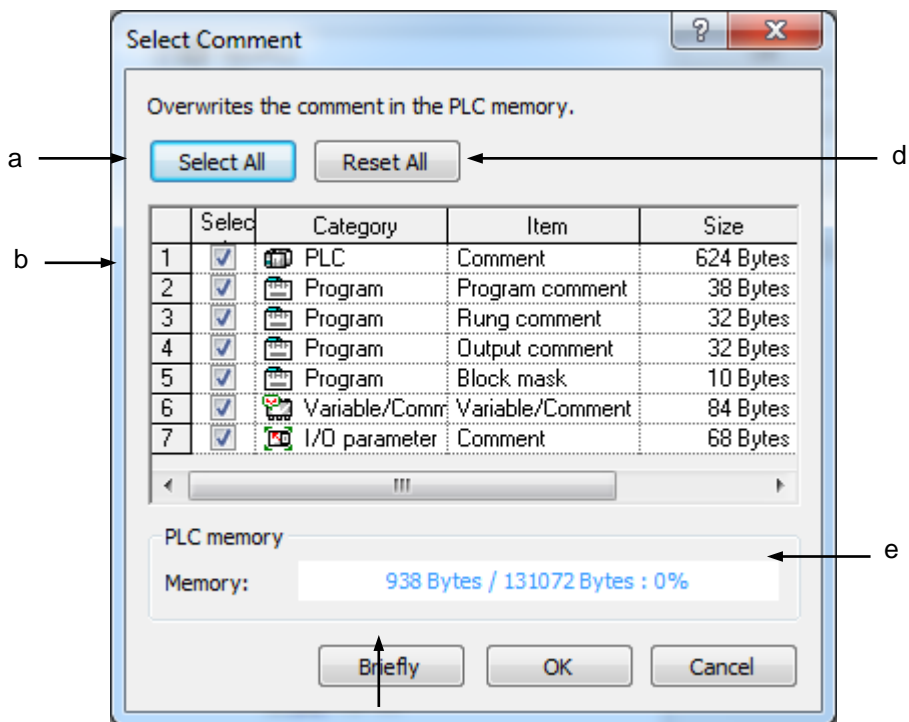 Select Comment
?
X
Overwrites the comment in the PLC memory.
a
Select All
Reset All
d
Selec Category Item Size
b
1 PLC Comment 624 Bytes
2 Program Program comment 38 Bytes
3 Program Rung comment 32 Bytes
4 Program Output comment 32 Bytes
5 Program Block mask 10 Bytes
6 Variable/Comm Variable/Comment 84 Bytes
7 I/O parameter Comment 68 Bytes
PLC memory
e
Memory: 938 Bytes / 131072 Bytes : 0%
Briefly OK Cancel